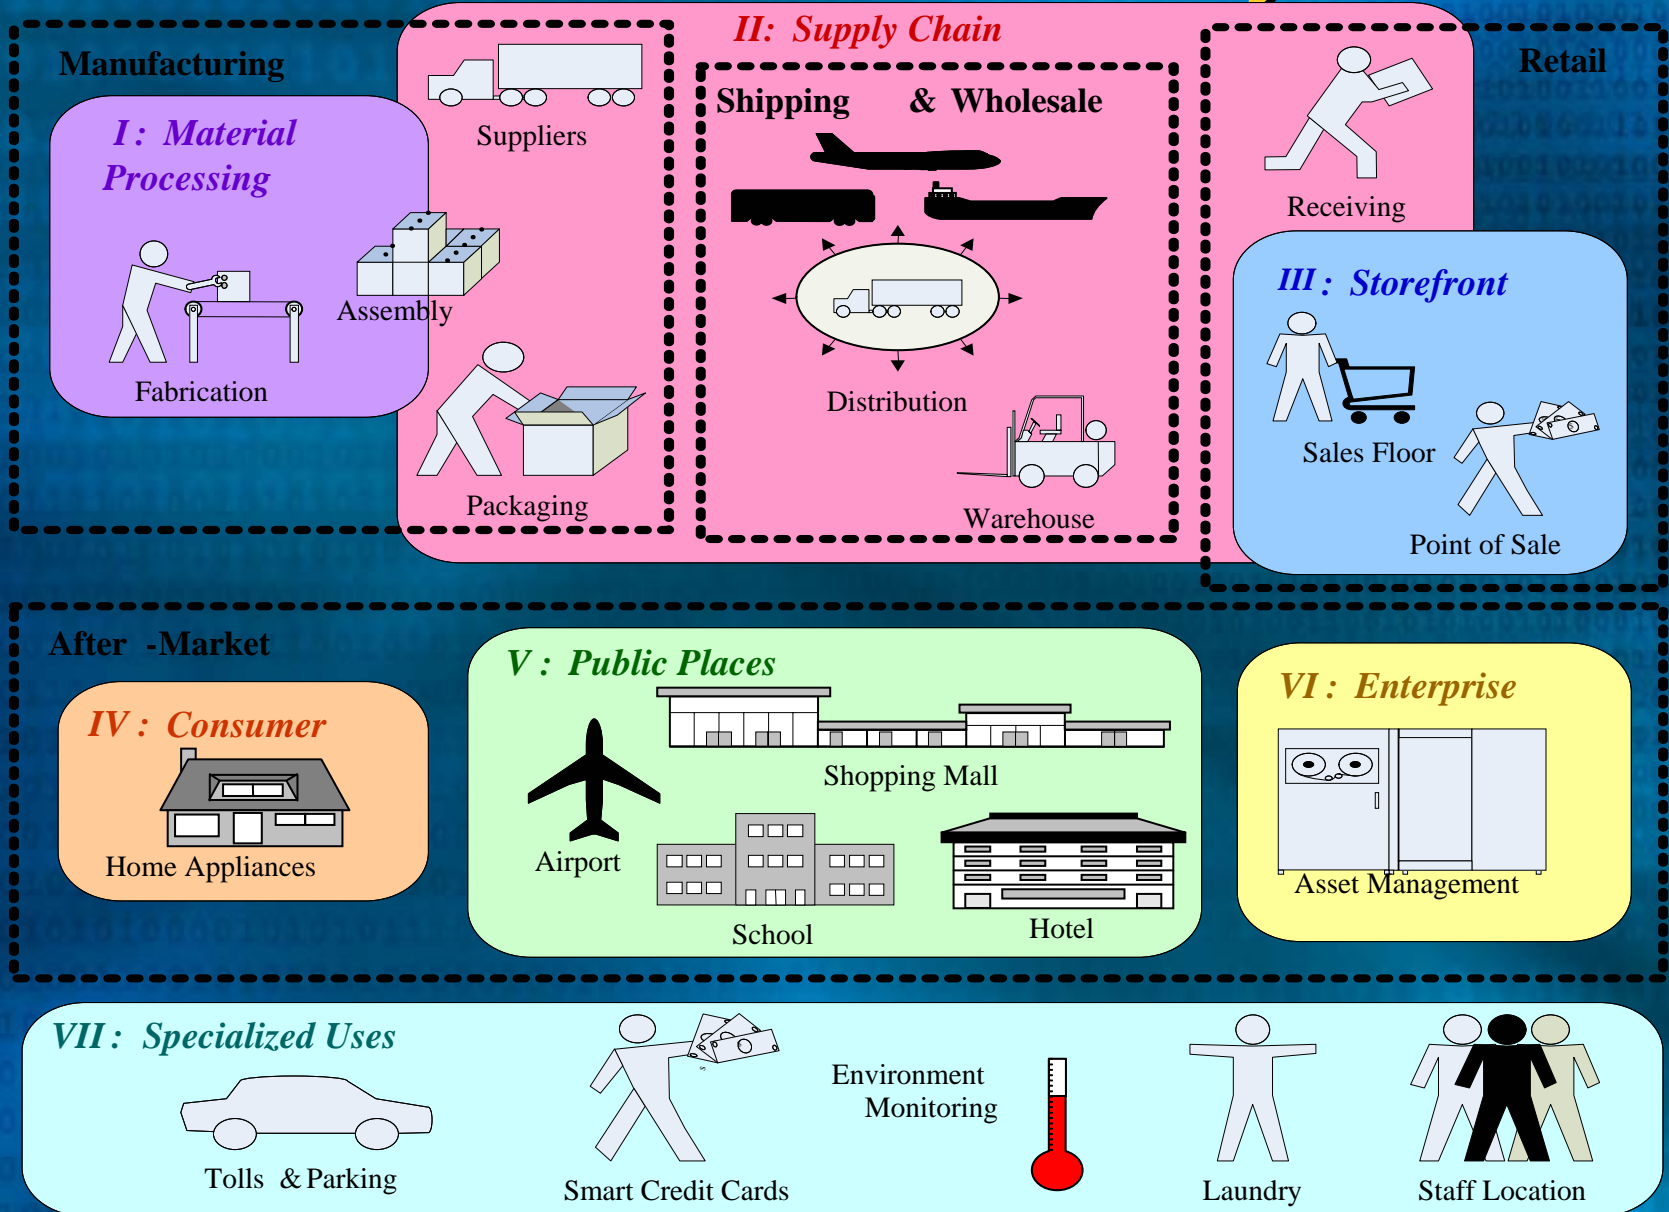 II: Supply Chain
Manufacturing
Retail
Shipping & Wholesale
I: Material
Processing
Suppliers
Receiving
III: Storefront
Assembly
Fabrication
Distribution
Sales Floor
Packaging
Warehouse
Point of Sale
After -Market
V: Public Places
IV: Consumer
VI: Enterprise
Shopping Mall
Airport
Home Appliances
Asset Management
School
Hotel
VII: Specialized Uses
Environment
Monitoring
Tolls & Parking
Smart Credit Cards
Laundry
Staff Location